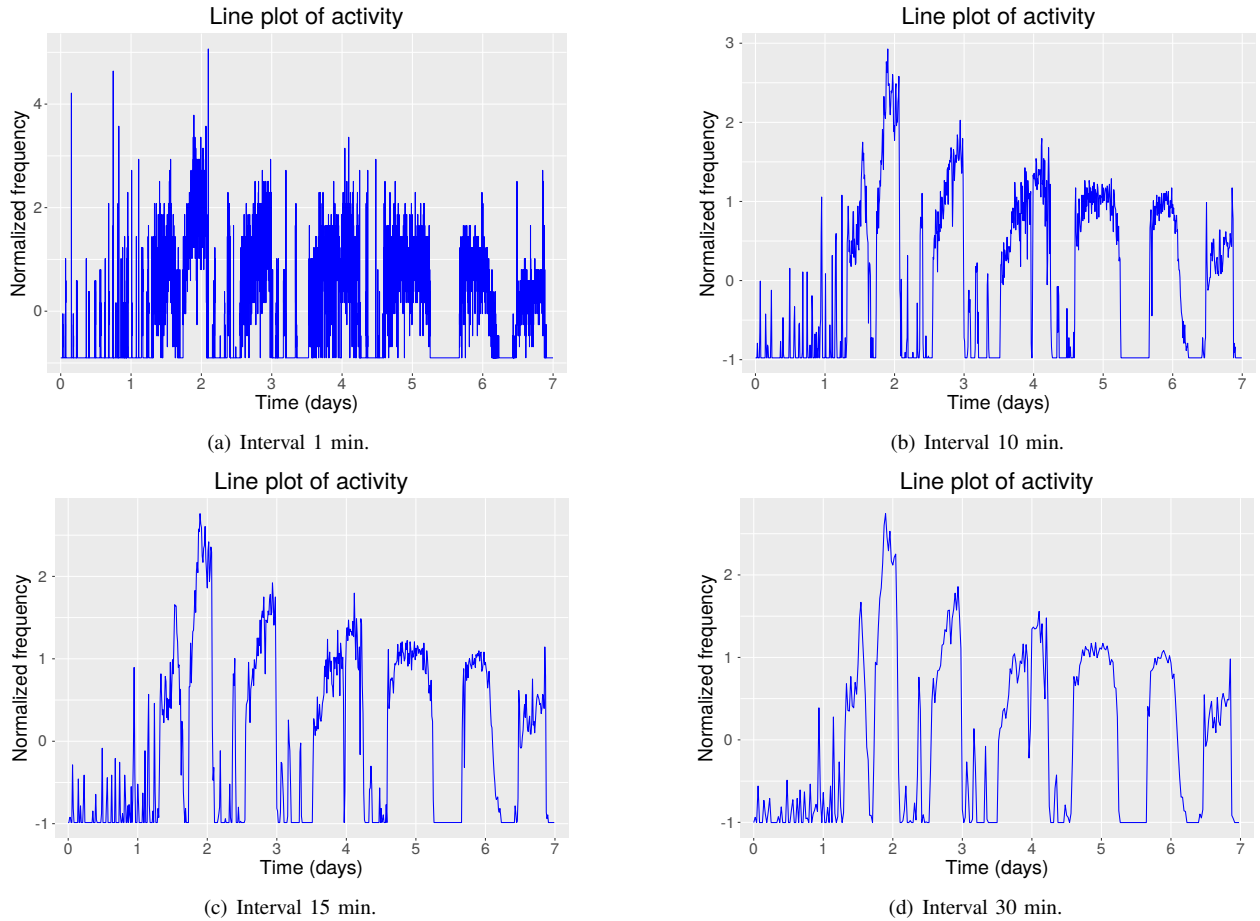 Line plot of activity
Normalized frequency
4
2
0
0 1 2 3 4 5 6 7
Time (days)
(a) Interval 1 min.
Line plot of activity
Normalized frequency
3
2
1
0
-1
0 1 2 3 4 5 6 7
Time (days)
(b) Interval 10 min.
Line plot of activity
Normalized frequency
2
1
0
-1
0 1 2 3 4 5 6 7
Time (days)
(c) Interval 15 min.
Line plot of activity
Normalized frequency
2
1
0
-1
0 1 2 3 4 5 6 7
Time (days)
(d) Interval 30 min.